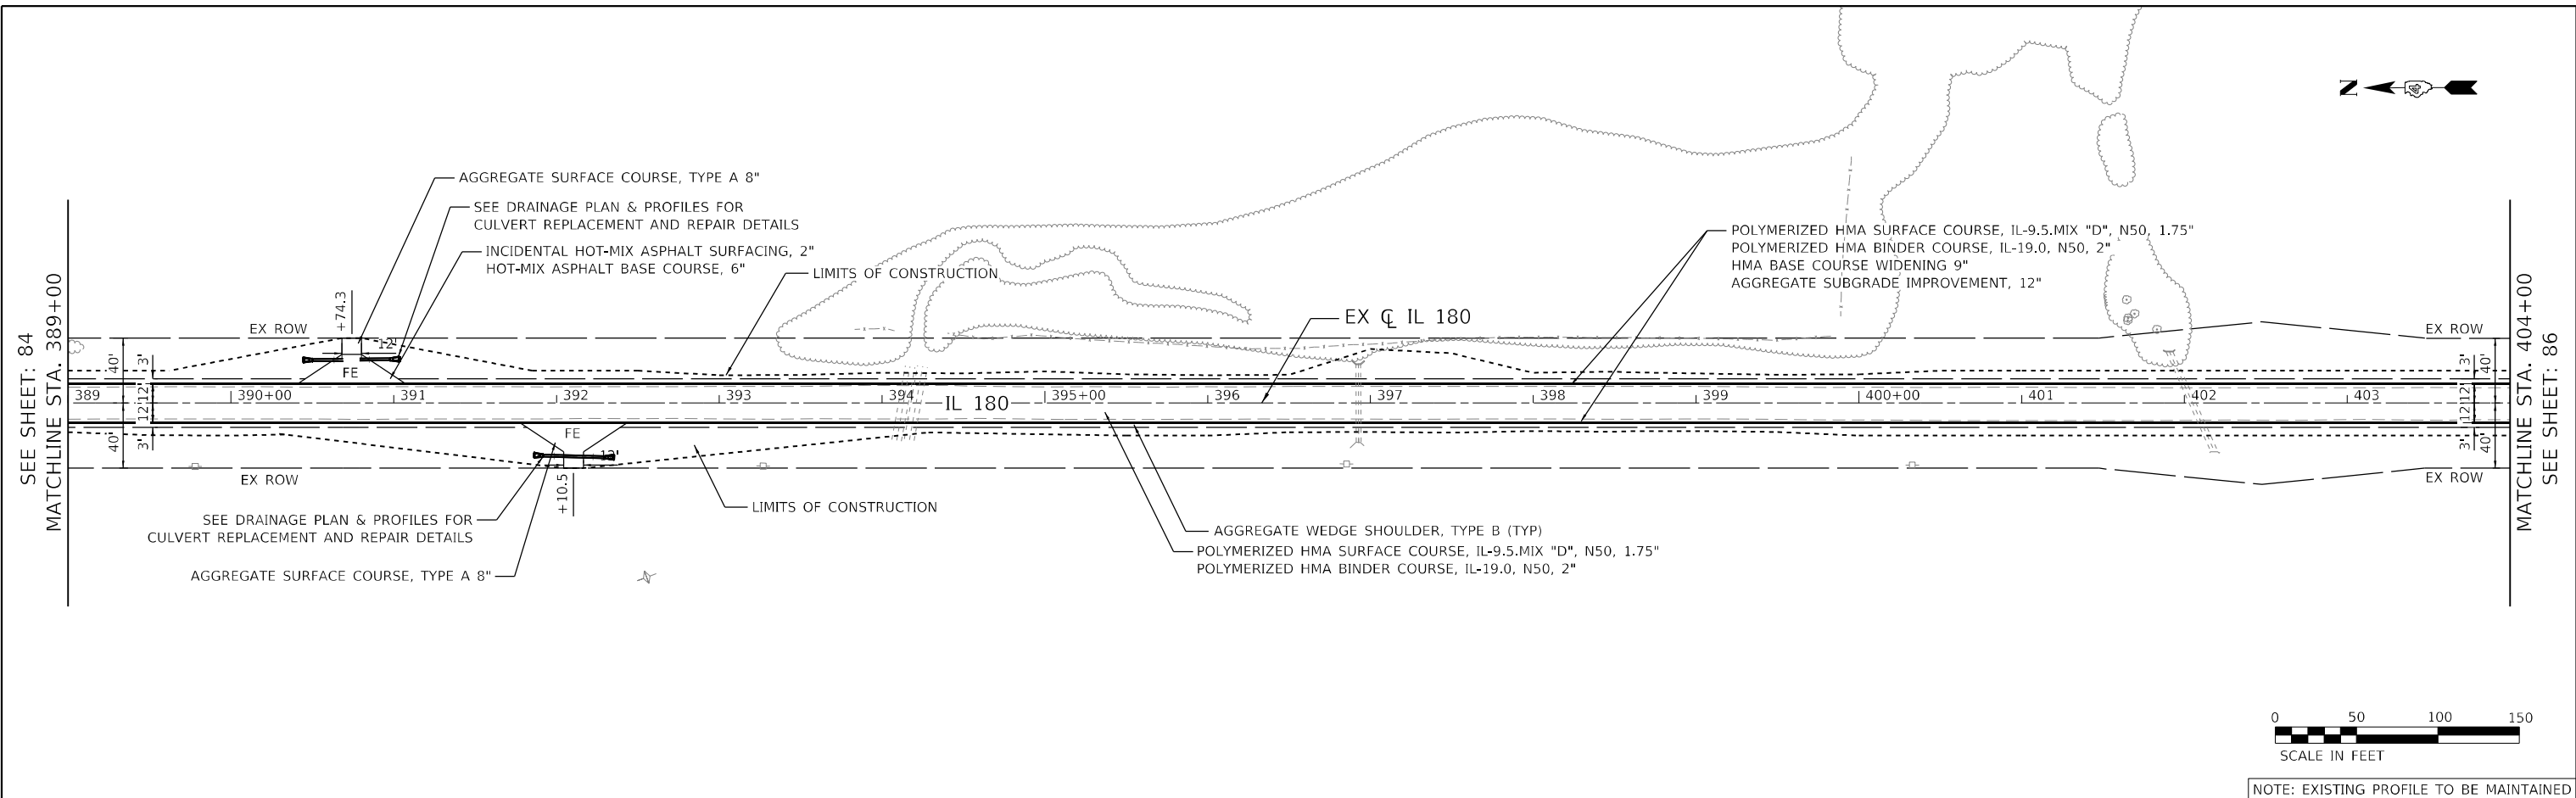 N
AGGREGATE SURFACE COURSE, TYPE A 8"
SEE DRAINAGE PLAN & PROFILES FOR
CULVERT REPLACEMENT AND REPAIR DETAILS
INCIDENTAL HOT-MIX ASPHALT SURFACING, 2"
HOT-MIX ASPHALT BASE COURSE, 6"
LIMITS OF CONSTRUCTION
POLYMERIZED HMA SURFACE COURSE, IL-9.5.MIX "D", N50, 1.75"
POLYMERIZED HMA BINDER COURSE, IL-19.0, N50, 2"
HMA BASE COURSE WIDENING 9"
AGGREGATE SUBGRADE IMPROVEMENT, 12"
SEE SHEET: 84
MATCHLINE STA. 389+00
EX ROW
+74.3
12'
FE
EX ℄ IL 180
EX ROW
40'
3'
12'
12'
3'
40'
389
390+00
391
392
393
394
395+00
396
397
398
399
400+00
401
402
403
IL 180
3'
40'
12'
12'
3'
40'
MATCHLINE STA. 404+00
SEE SHEET: 86
FE
12'
+10.5
EX ROW
EX ROW
LIMITS OF CONSTRUCTION
SEE DRAINAGE PLAN & PROFILES FOR
CULVERT REPLACEMENT AND REPAIR DETAILS
AGGREGATE SURFACE COURSE, TYPE A 8"
AGGREGATE WEDGE SHOULDER, TYPE B (TYP)
POLYMERIZED HMA SURFACE COURSE, IL-9.5.MIX "D", N50, 1.75"
POLYMERIZED HMA BINDER COURSE, IL-19.0, N50, 2"
0 50 100 150
SCALE IN FEET
NOTE: EXISTING PROFILE TO BE MAINTAINED